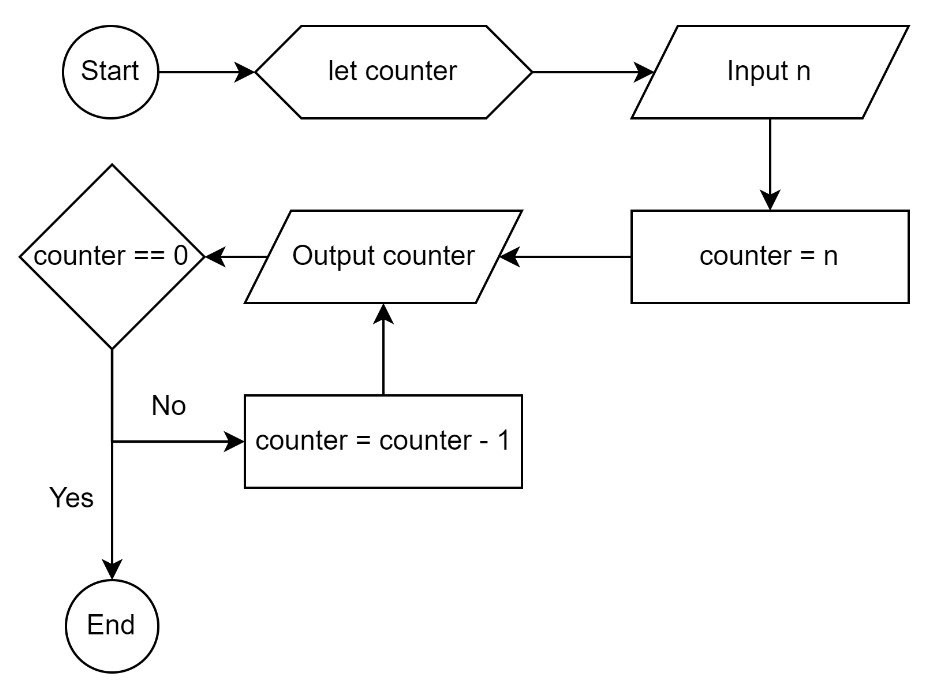 Start
let counter
Input n
counter = n
Output counter
counter == 0
No
counter = counter - 1
Yes
End